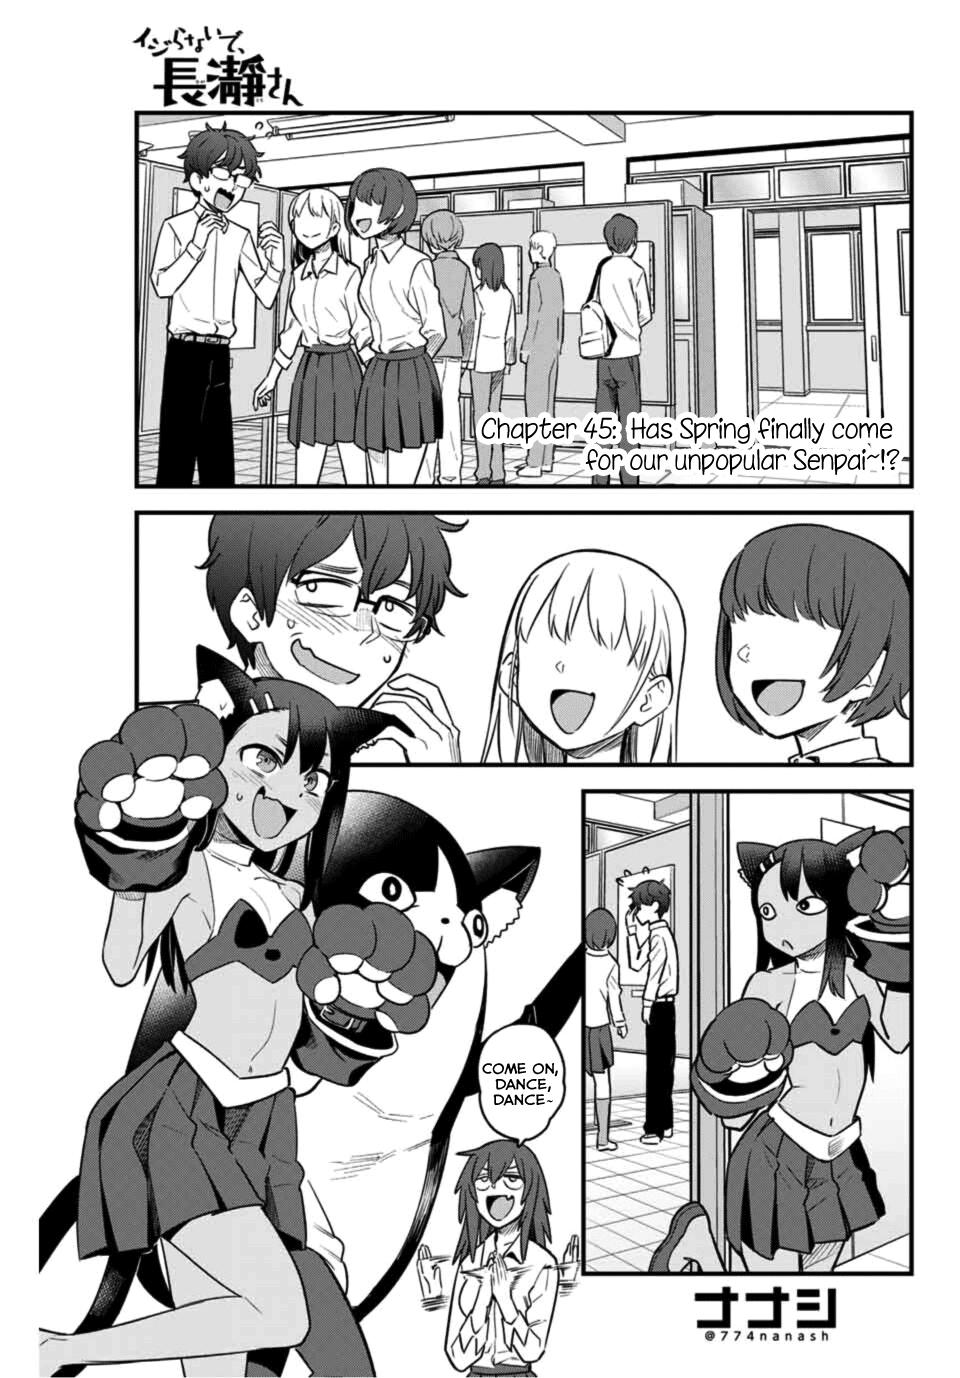 イジらないで、
長瀞さん
Chapter 45: Has Spring finally come
for our unpopular Senpai~!?
COME ON,
DANCE,
DANCE~
ナナシ
@774nanash